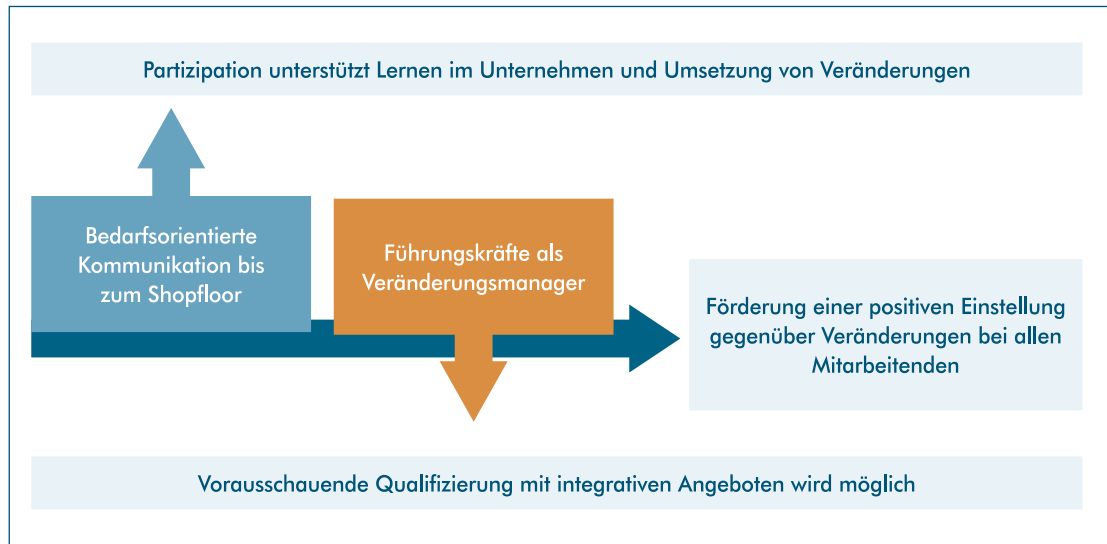 Partizipation unterstützt Lernen im Unternehmen und Umsetzung von Veränderungen
Bedarfsorientierte
Kommunikation bis
zum Shopfloor
Führungskräfte als
Veränderungsmanager
Förderung einer positiven Einstellung
gegenüber Veränderungen bei allen
Mitarbeitenden
Vorausschauende Qualifizierung mit integrativen Angeboten wird möglich